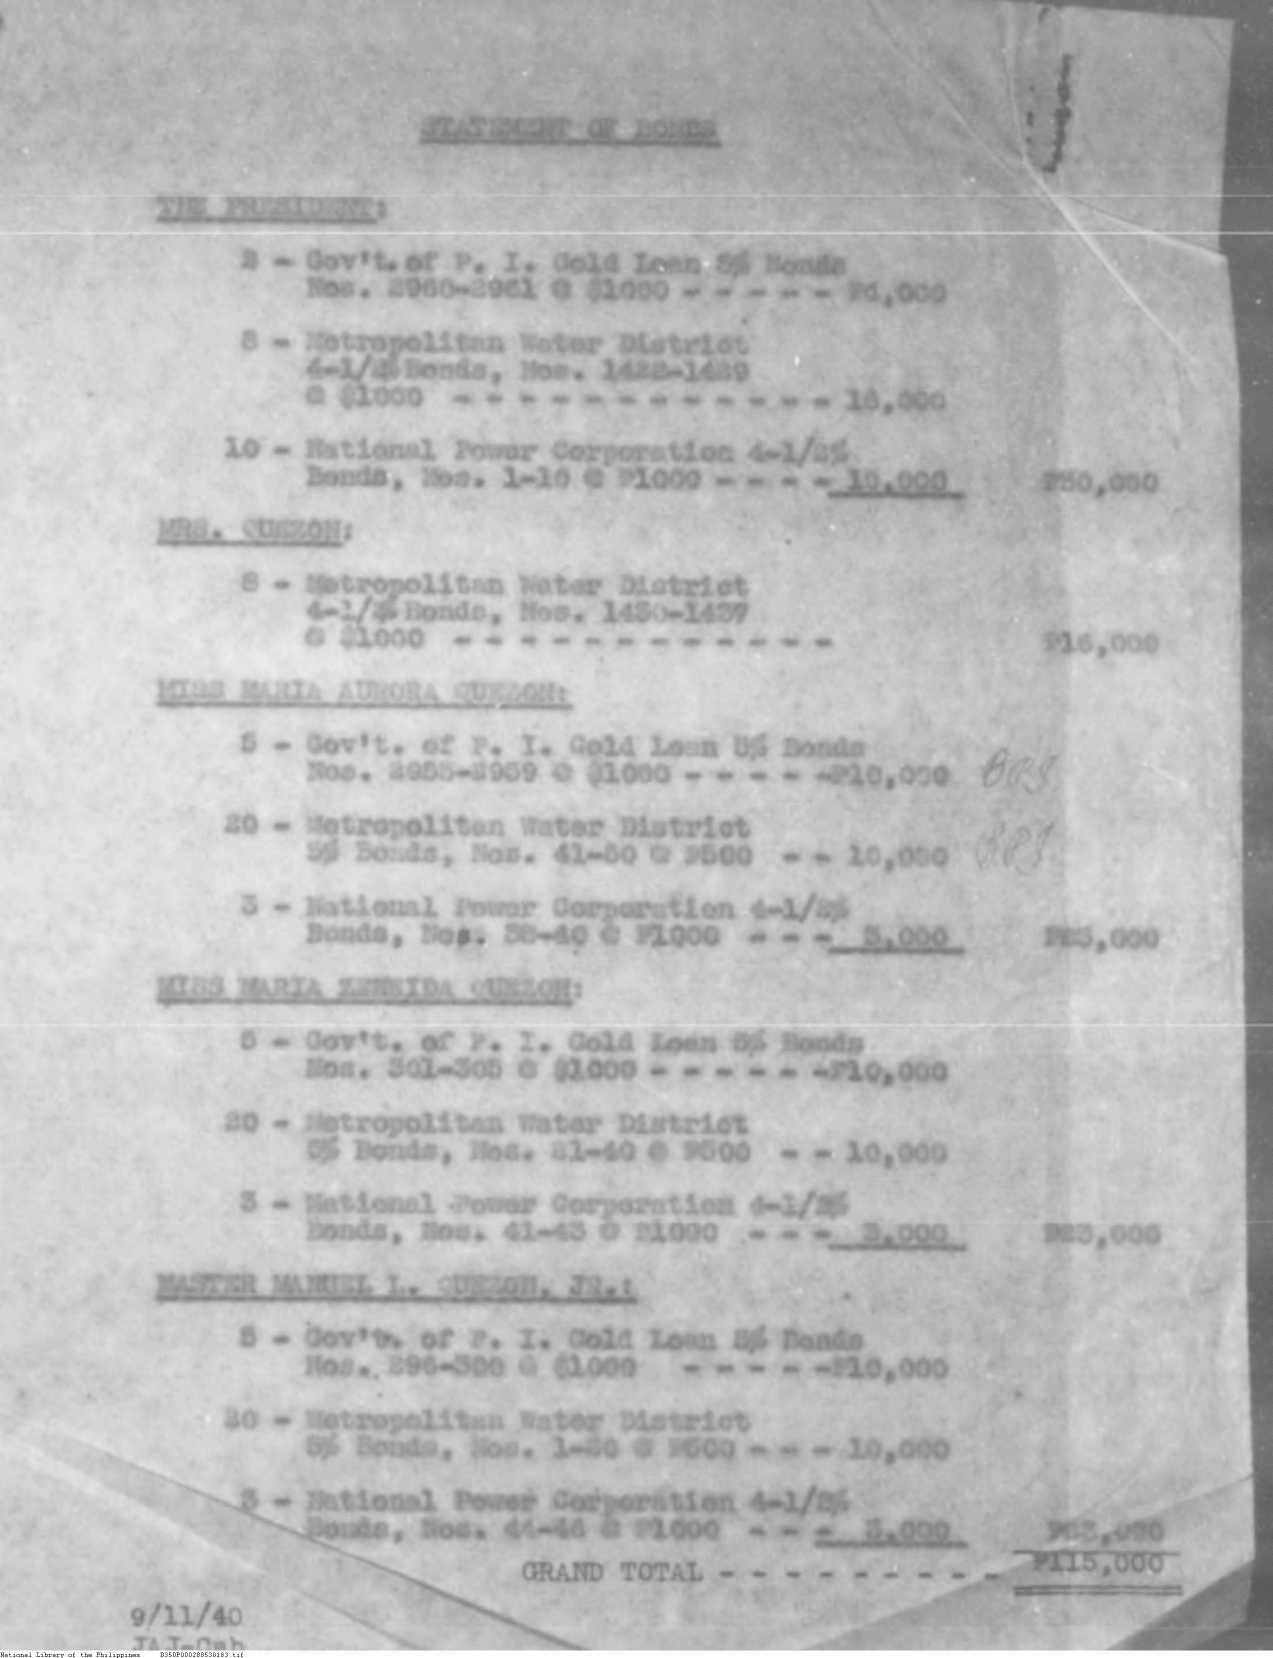 STATEMENT OF BONDS
THE PRESIDENT:
2 - Gov't. of P. I. Gold Loan 5% Bonds
Nos. 2960-2961 @ $1000 - - - - - ₱4,000
8 - Metropolitan Water District
4-1/2% Bonds, Nos. 1422-1429
@ $1000 - - - - - - - - - - - - 16,000
10 - National Power Corporation 4-1/2%
Bonds, Nos. 1-10 @ ₱1000 - - - - 10,000 ₱30,000
MRS. QUEZON:
8 - Metropolitan Water District
4-1/2% Bonds, Nos. 1430-1437
@ $1000 - - - - - - - - - - - - ₱16,000
MISS MARIA AURORA QUEZON:
5 - Gov't. of P. I. Gold Loan 5% Bonds
Nos. 2955-2959 @ $1000 - - - - -₱10,000
20 - Metropolitan Water District
5% Bonds, Nos. 41-60 @ ₱500 - - 10,000
3 - National Power Corporation 4-1/2%
Bonds, Nos. 38-40 @ ₱1000 - - - 3,000 ₱23,000
MISS MARIA ZENEIDA QUEZON:
5 - Gov't. of P. I. Gold Loan 5% Bonds
Nos. 301-305 @ $1000 - - - - - -₱10,000
20 - Metropolitan Water District
5% Bonds, Nos. 21-40 @ ₱500 - - 10,000
3 - National Power Corporation 4-1/2%
Bonds, Nos. 41-43 @ ₱1000 - - - 3,000 ₱23,000
MASTER MANUEL L. QUEZON, JR.:
5 - Gov't. of P. I. Gold Loan 5% Bonds
Nos. 296-300 @ $1000 - - - - -₱10,000
20 - Metropolitan Water District
5% Bonds, Nos. 1-20 @ ₱500 - - - 10,000
3 - National Power Corporation 4-1/2%
Bonds, Nos. 44-46 @ ₱1000 - - - 3,000 ₱23,000
GRAND TOTAL - - - - - - - - - ₱115,000
9/11/40
JAJ-Cab
National Library of the Philippines